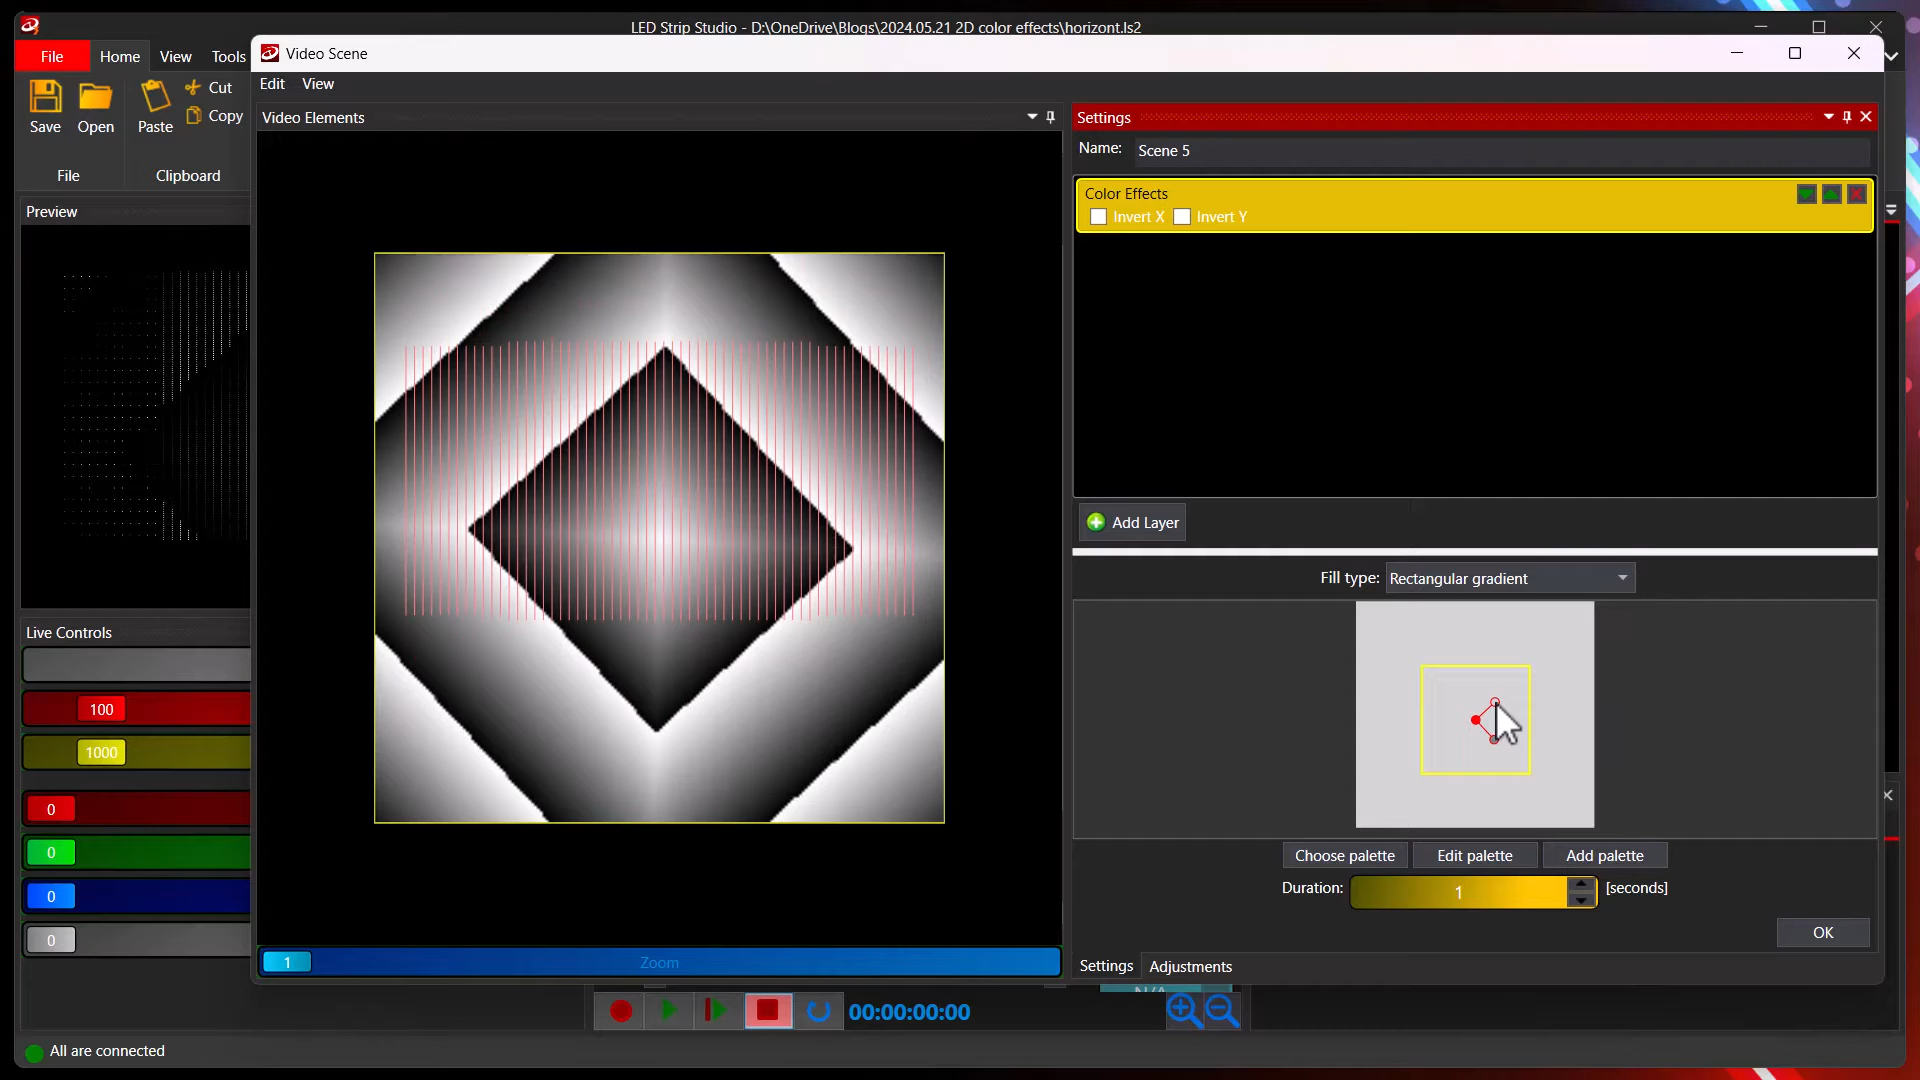 LED Strip Studio - D:\OneDrive\Blogs\2024.05.21 2D color effects\horizont.ls2
File Home View Tools
Save Open Paste Cut
Copy
File Clipboard
Preview
Live Controls
100
1000
0
0
0
0
Video Scene
Edit View
Video Elements
1 Zoom
Settings
Name: Scene 5
Color Effects
Invert X Invert Y
Add Layer
Fill type: Rectangular gradient
Choose palette Edit palette Add palette
Duration: 1 [seconds]
OK
Settings Adjustments
00:00:00:00
All are connected